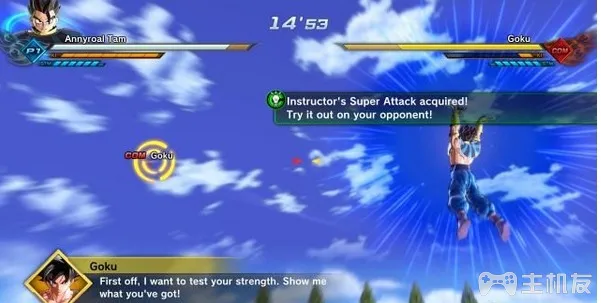 P1
Annyroal Tam
14'53
Goku
COM
Instructor's Super Attack acquired!
Try it out on your opponent!
COM Goku
Goku
First off, I want to test your strength. Show me
what you've got!
主机友